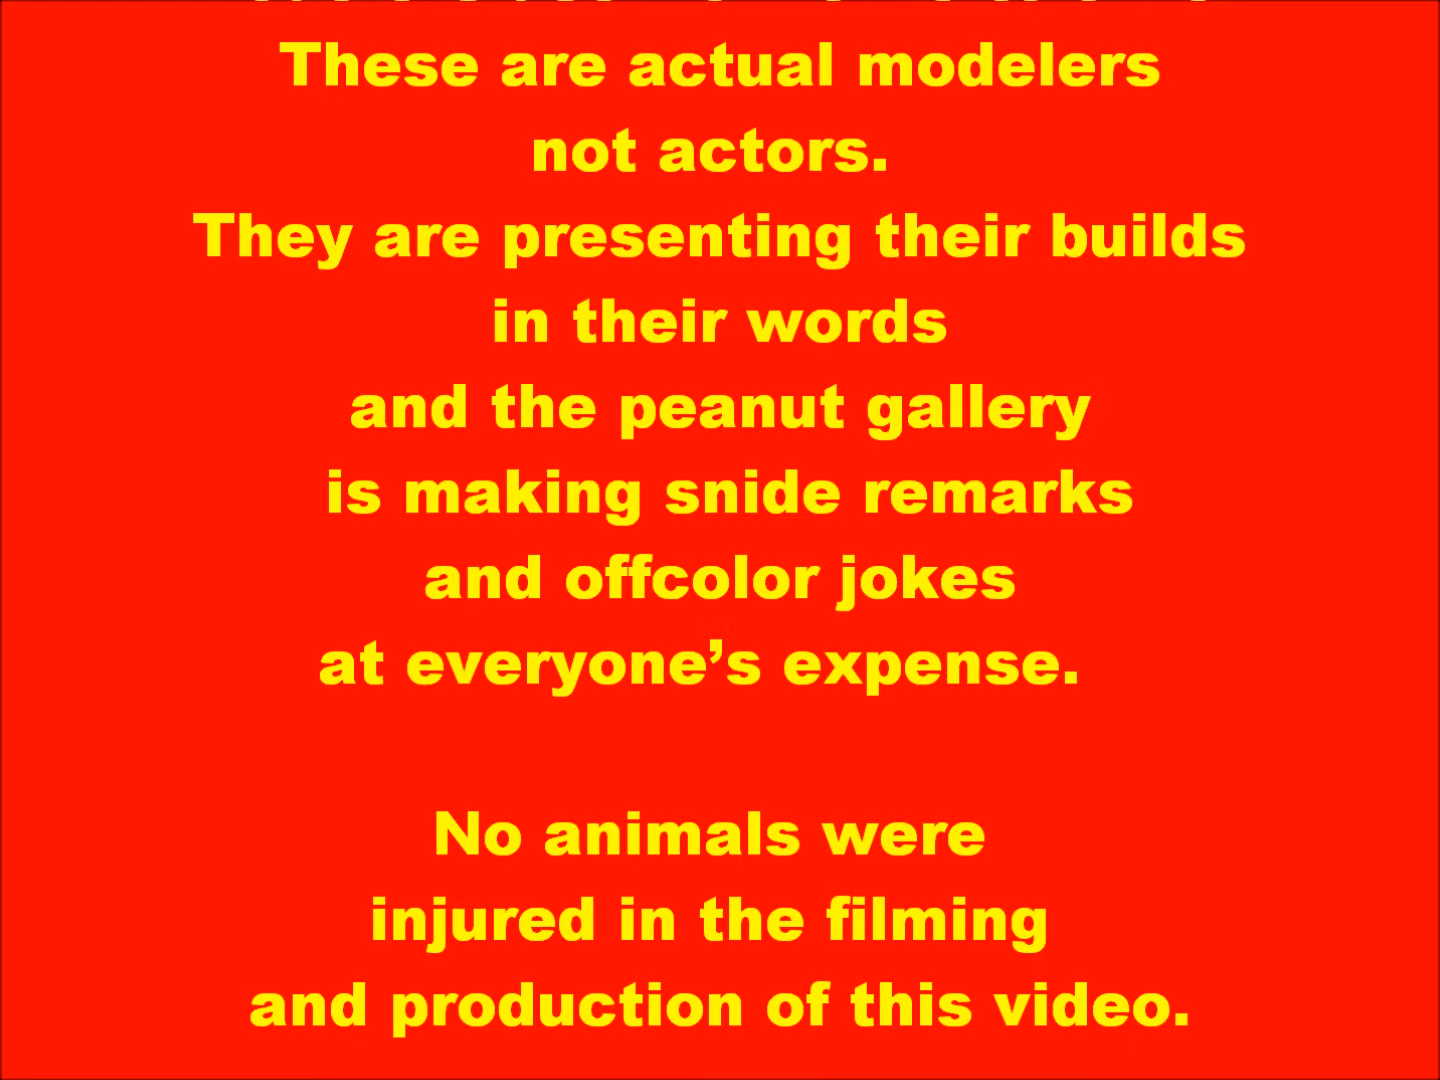 These are actual modelers
not actors.
They are presenting their builds
in their words
and the peanut gallery
is making snide remarks
and offcolor jokes
at everyone’s expense.
No animals were
injured in the filming
and production of this video.